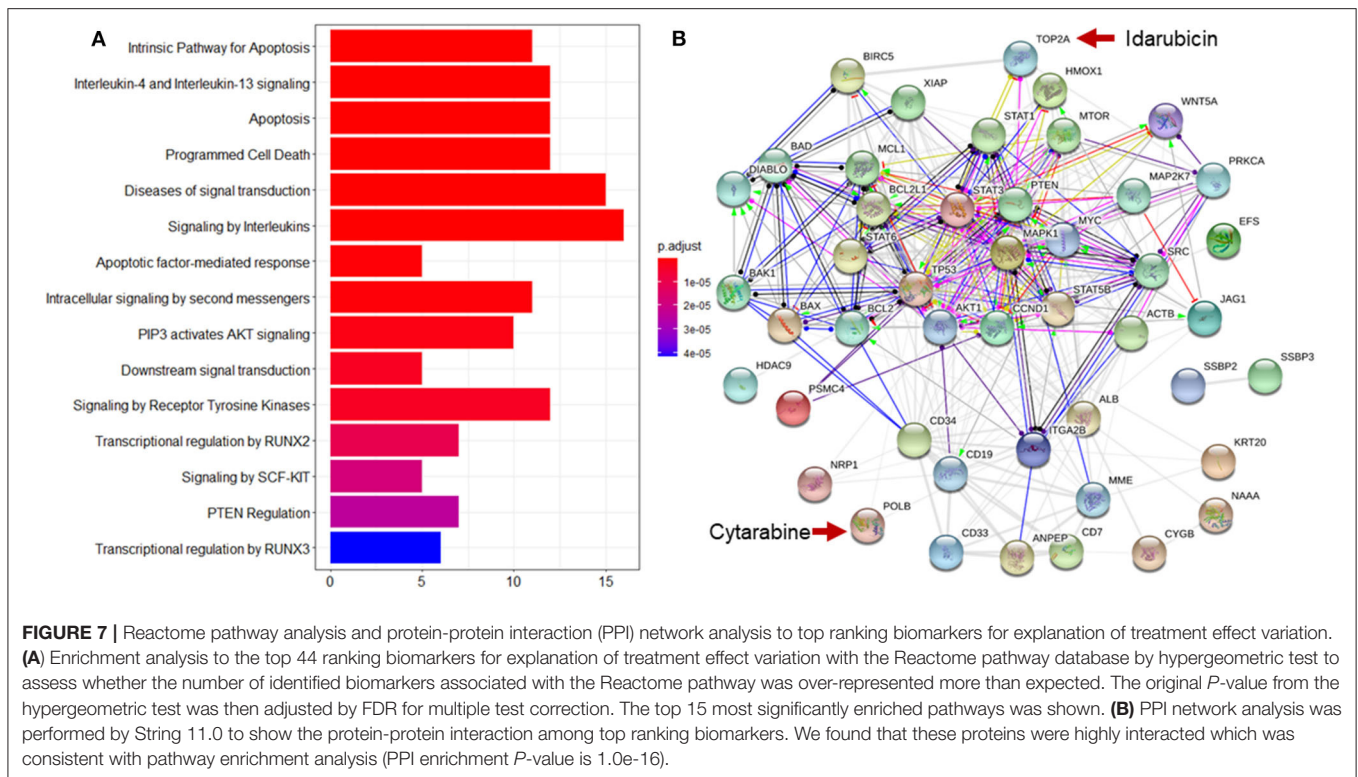 A
Intrinsic Pathway for Apoptosis
Interleukin-4 and Interleukin-13 signaling
Apoptosis
Programmed Cell Death
Diseases of signal transduction
Signaling by Interleukins
Apoptotic factor-mediated response
Intracellular signaling by second messengers
PIP3 activates AKT signaling
Downstream signal transduction
Signaling by Receptor Tyrosine Kinases
Transcriptional regulation by RUNX2
Signaling by SCF-KIT
PTEN Regulation
Transcriptional regulation by RUNX3
0 5 10 15
p.adjust
1e-05
2e-05
3e-05
4e-05
B
TOP2A
Idarubicin
BIRC5
HMOX1
XIAP
WNT5A
STAT1
MTOR
BAD
MCL1
PRKCA
DIABLO
MAP2K7
BCL2L1
STAT3
PTEN
MYC
EFS
STAT6
MAPK1
SRC
TP53
BAK1
STAT5B
JAG1
BAX
BCL2
AKT1
CCND1
ACTB
HDAC9
SSBP2
SSBP3
PSMC4
ALB
CD34
ITGA2B
KRT20
NRP1
CD19
MME
NAAA
Cytarabine
POLB
CD33
ANPEP
CD7
CYGB
FIGURE 7 | Reactome pathway analysis and protein-protein interaction (PPI) network analysis to top ranking biomarkers for explanation of treatment effect variation.
(A) Enrichment analysis to the top 44 ranking biomarkers for explanation of treatment effect variation with the Reactome pathway database by hypergeometric test to
assess whether the number of identified biomarkers associated with the Reactome pathway was over-represented more than expected. The original P-value from the
hypergeometric test was then adjusted by FDR for multiple test correction. The top 15 most significantly enriched pathways was shown. (B) PPI network analysis was
performed by String 11.0 to show the protein-protein interaction among top ranking biomarkers. We found that these proteins were highly interacted which was
consistent with pathway enrichment analysis (PPI enrichment P-value is 1.0e-16).